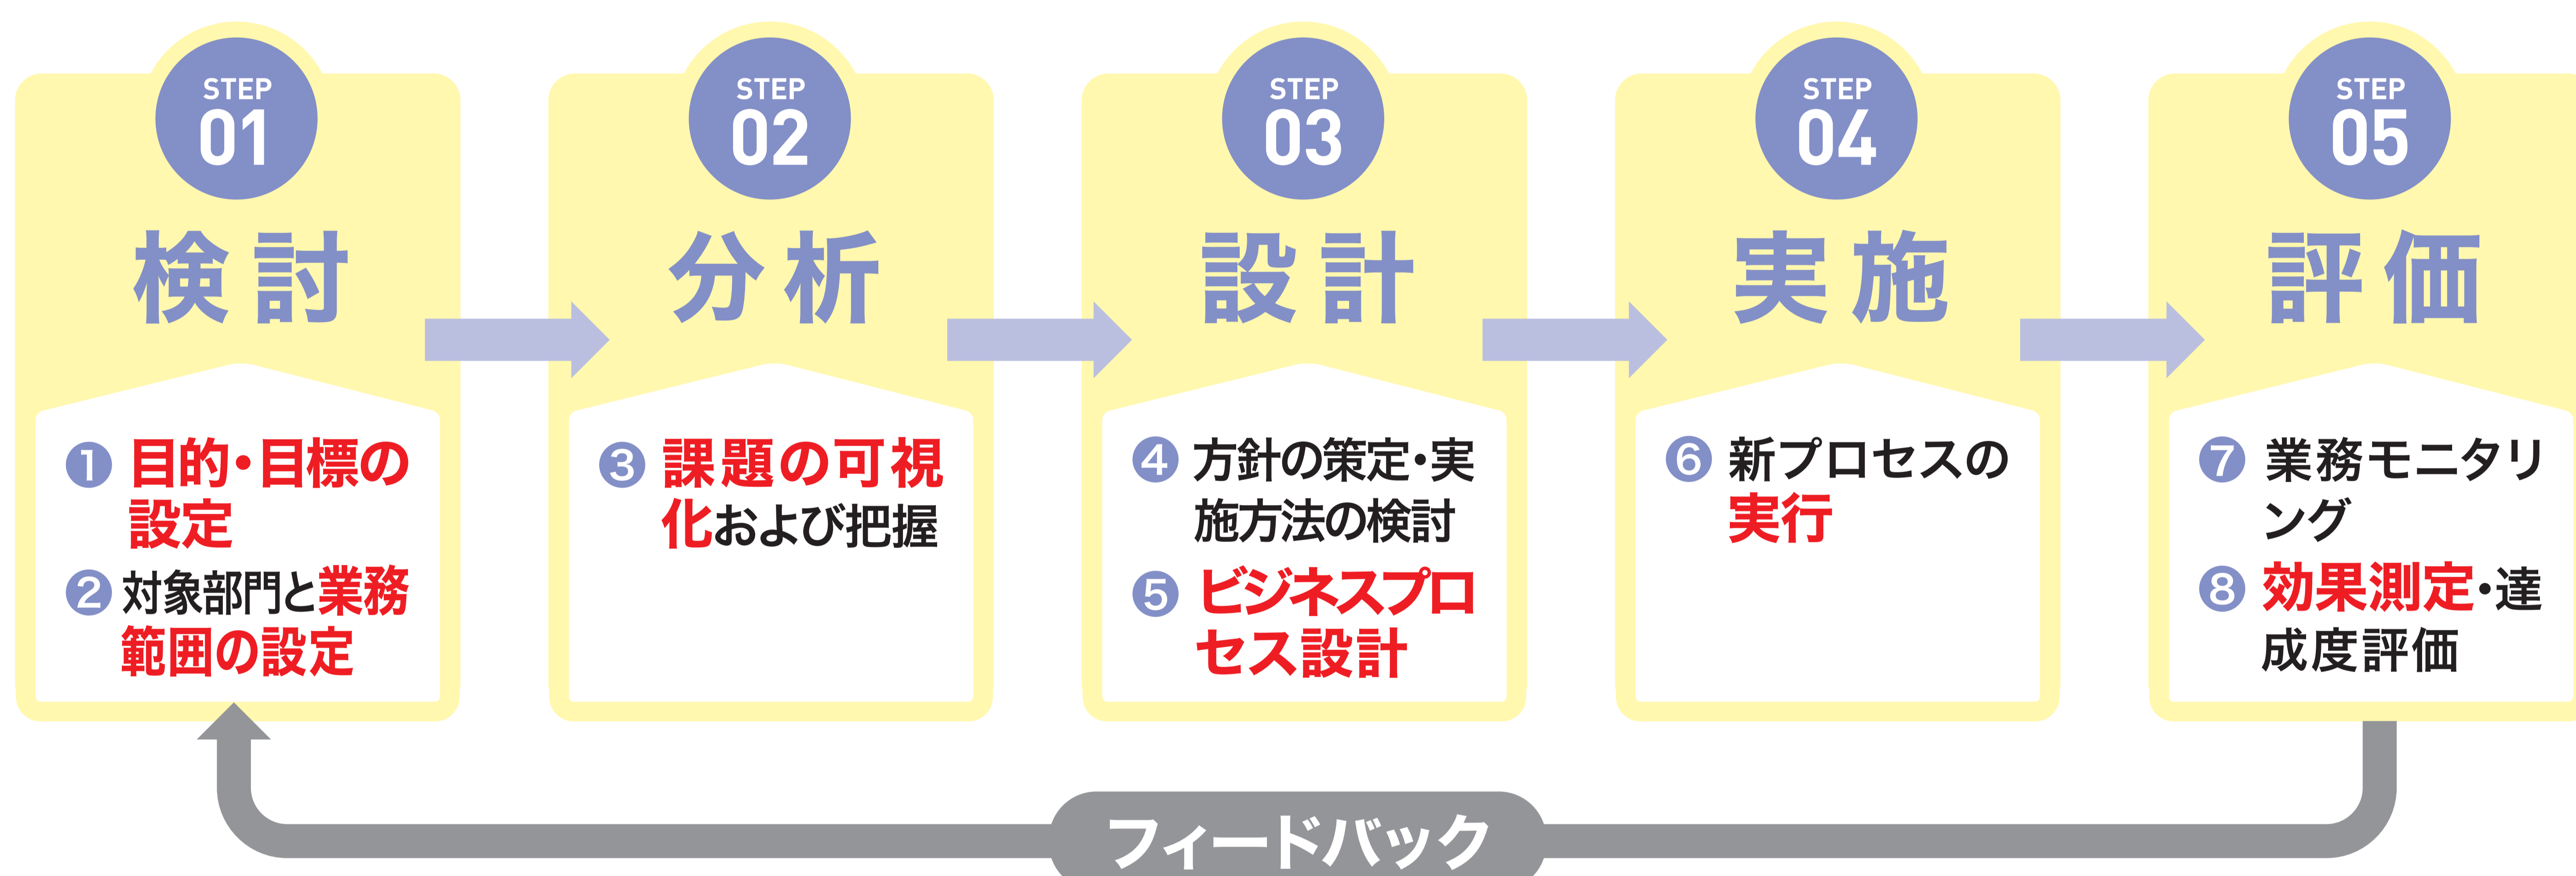 STEP
01
検討
❶ 目的・目標の
設定
❷ 対象部門と業務
範囲の設定
STEP
02
分析
❸ 課題の可視
化および把握
STEP
03
設計
❹ 方針の策定・実
施方法の検討
❺ ビジネスプロ
セス設計
STEP
04
実施
❻ 新プロセスの
実行
STEP
05
評価
❼ 業務モニタリ
ング
❽ 効果測定・達
成度評価
フィードバック